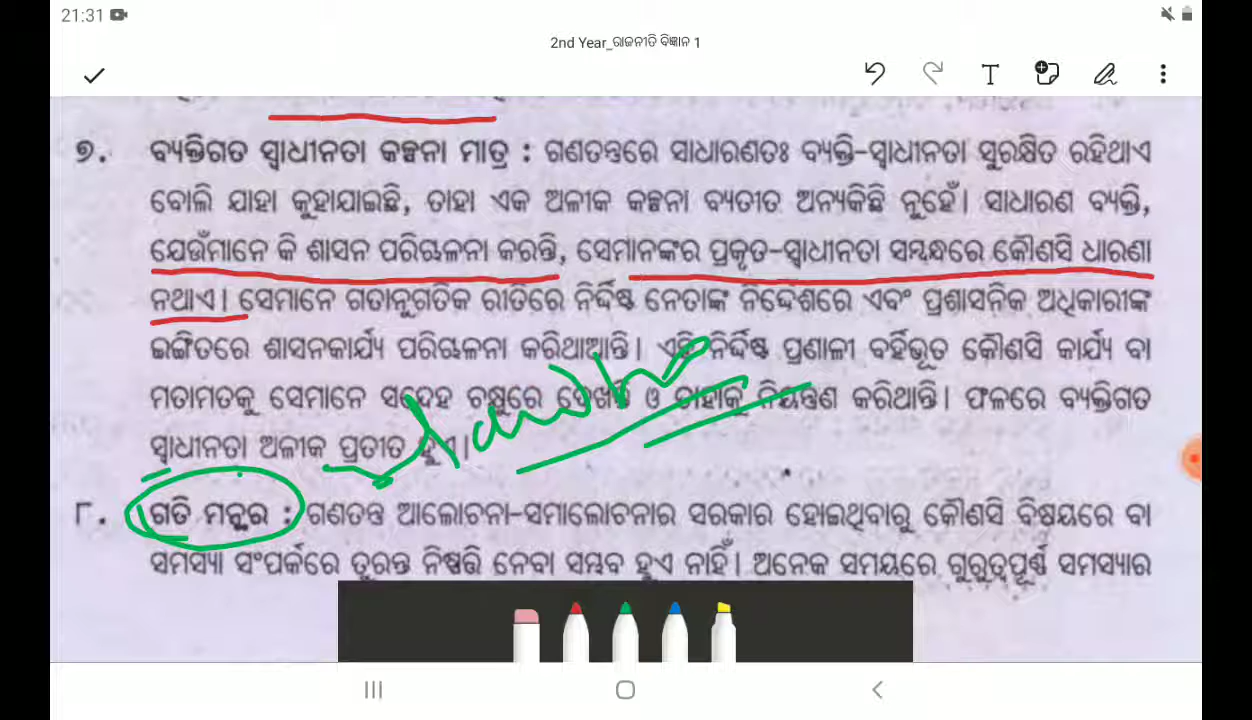 21:31
2nd Year_ରାଜନୀତି ବିଜ୍ଞାନ 1
୭. ବ୍ୟକ୍ତିଗତ ସ୍ୱାଧୀନତା କଳ୍ପନା ମାତ୍ର : ଗଣତନ୍ତ୍ରରେ ସାଧାରଣତଃ ବ୍ୟକ୍ତି-ସ୍ୱାଧୀନତା ସୁରକ୍ଷିତ ରହିଥାଏ
ବୋଲି ଯାହା କୁହାଯାଇଛି, ତାହା ଏକ ଅଳୀକ କଳ୍ପନା ବ୍ୟତୀତ ଅନ୍ୟକିଛି ନୁହେଁ। ସାଧାରଣ ବ୍ୟକ୍ତି,
ଯେଉଁମାନେ କି ଶାସନ ପରିଚାଳନା କରନ୍ତି, ସେମାନଙ୍କର ପ୍ରକୃତ-ସ୍ୱାଧୀନତା ସମ୍ବନ୍ଧରେ କୌଣସି ଧାରଣା
ନଥାଏ। ସେମାନେ ଗତାନୁଗତିକ ରୀତିରେ ନିର୍ଦ୍ଦିଷ୍ଟ ନେତାଙ୍କ ନିର୍ଦ୍ଦେଶରେ ଏବଂ ପ୍ରଶାସନିକ ଅଧିକାରୀଙ୍କ
ଇଙ୍ଗିତରେ ଶାସନକାର୍ଯ୍ୟ ପରିଚାଳନା କରିଥାଆନ୍ତି। ଏହି ନିର୍ଦ୍ଦିଷ୍ଟ ପ୍ରଣାଳୀ ବର୍ହିଭୂତ କୌଣସି କାର୍ଯ୍ୟ ବା
ମତାମତକୁ ସେମାନେ ସନ୍ଦେହ ଚକ୍ଷୁରେ ଦେଖନ୍ତି ଓ ତାହାକୁ ନିୟନ୍ତ୍ରଣ କରିଥାନ୍ତି। ଫଳରେ ବ୍ୟକ୍ତିଗତ
ସ୍ୱାଧୀନତା ଅଳୀକ ପ୍ରତୀତ ହୁଏ।
୮. ଗତି ମନ୍ଥର : ଗଣତନ୍ତ୍ର ଆଲୋଚନା-ସମାଲୋଚନାର ସରକାର ହୋଇଥିବାରୁ କୌଣସି ବିଷୟରେ ବା
ସମସ୍ୟା ସଂପର୍କରେ ତୁରନ୍ତ ନିଷ୍ପତ୍ତି ନେବା ସମ୍ଭବ ହୁଏ ନାହିଁ। ଅନେକ ସମୟରେ ଗୁରୁତ୍ୱପୂର୍ଣ୍ଣ ସମସ୍ୟାର